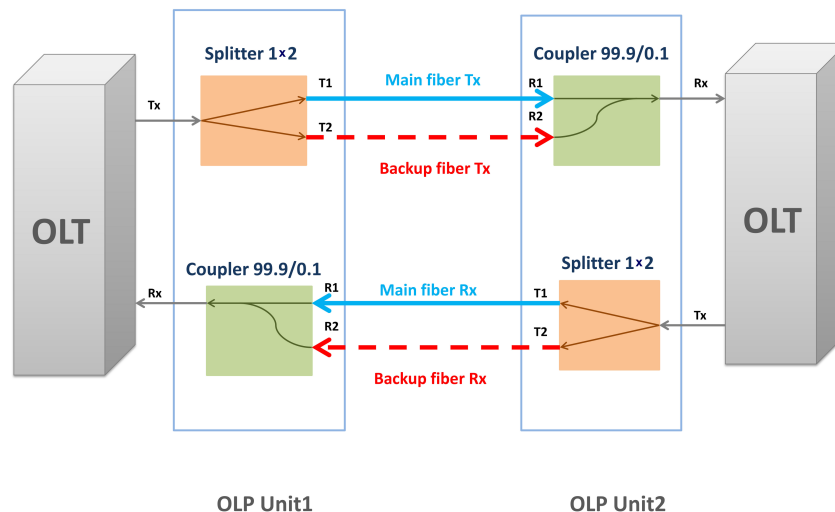 Splitter 1×2
Coupler 99.9/0.1
T1
Main fiber Tx
R1
Rx
Tx
T2
R2
Backup fiber Tx
OLT
OLT
Coupler 99.9/0.1
Splitter 1×2
Rx
R1
Main fiber Rx
T1
Tx
R2
T2
Backup fiber Rx
OLP Unit1
OLP Unit2